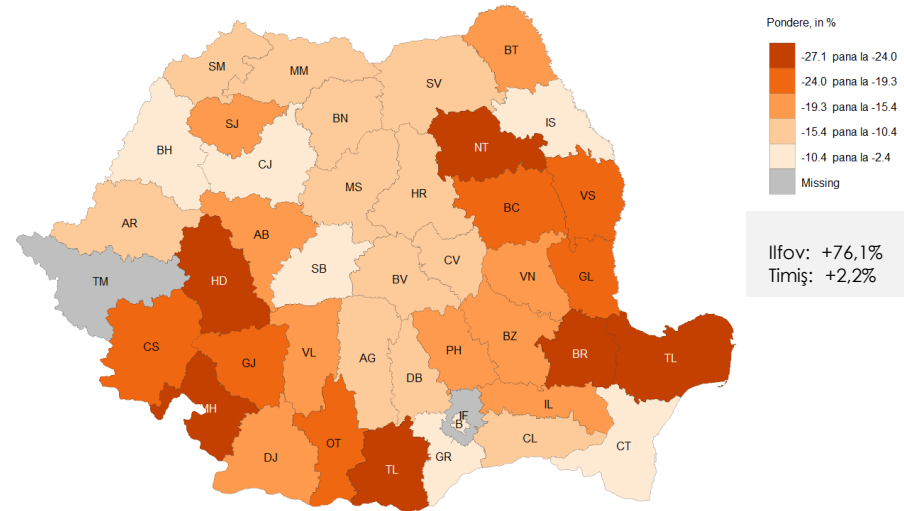 Pondere, in %
-27.1 pana la -24.0
-24.0 pana la -19.3
-19.3 pana la -15.4
-15.4 pana la -10.4
-10.4 pana la -2.4
Missing
Ilfov: +76,1%
Timiş: +2,2%
BT
SM
MM
SV
BN
SJ
IS
BH
CJ
NT
MS
HR
VS
BC
AR
AB
CV
SB
BV
VN
GL
TM
HD
CS
GJ
VL
AG
PH
BZ
BR
TL
DB
MH
IL
IF
B
CL
CT
DJ
OT
TL
GR